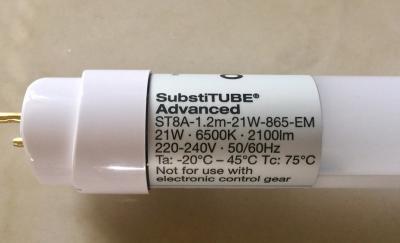 SubstiTUBE®
Advanced
ST8A-1.2m-21W-865-EM
21W · 6500K · 2100lm
220-240V · 50/60Hz
Ta: -20°C – 45°C Tc: 75°C
Not for use with
electronic control gear